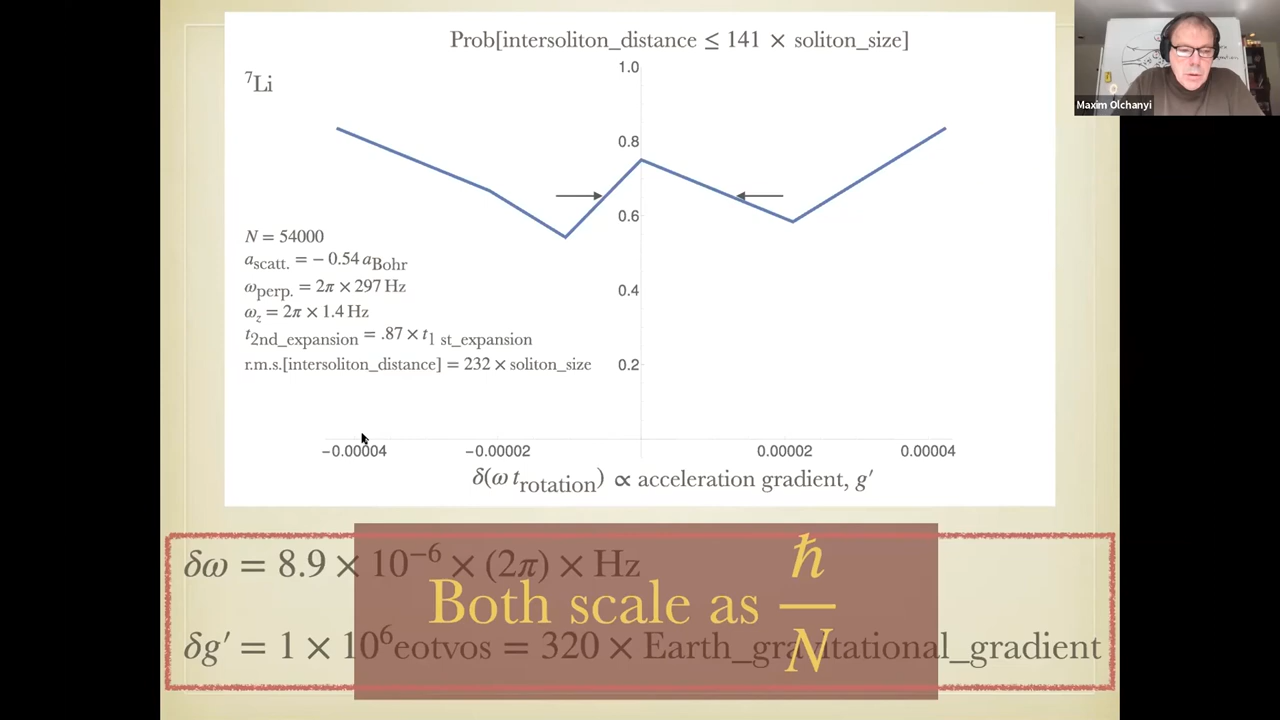 Prob[intersoliton_distance ≤ 141 × soliton_size]
⁷Li
1.0
0.8
0.6
0.4
0.2
N = 54000
a_scatt. = − 0.54 a_Bohr
ω_perp. = 2π × 297 Hz
ω_z = 2π × 1.4 Hz
t_2nd_expansion = .87 × t_1 st_expansion
r.m.s.[intersoliton_distance] = 232 × soliton_size
−0.00004 −0.00002 0.00002 0.00004
δ(ω t_rotation) ∝ acceleration gradient, g′
δω = 8.9 × 10⁻⁶ × (2π) × Hz
Both scale as ħ/N
δg′ = 1 × 10⁶eotvos = 320 × Earth_gravitational_gradient
Maxim Olchanyi